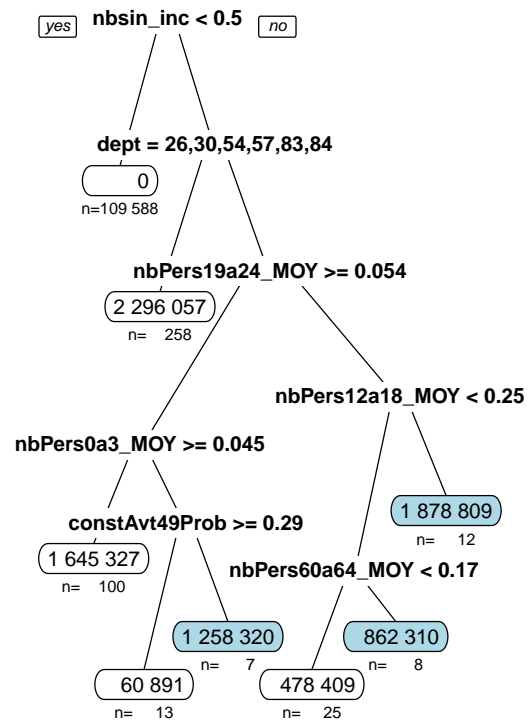 yes nbsin_inc < 0.5 no
dept = 26,30,54,57,83,84
0
n=109 588
nbPers19a24_MOY >= 0.054
2 296 057
n= 258
nbPers12a18_MOY < 0.25
nbPers0a3_MOY >= 0.045
1 878 809
n= 12
constAvt49Prob >= 0.29
1 645 327
n= 100
nbPers60a64_MOY < 0.17
1 258 320
n= 7
862 310
n= 8
60 891
n= 13
478 409
n= 25